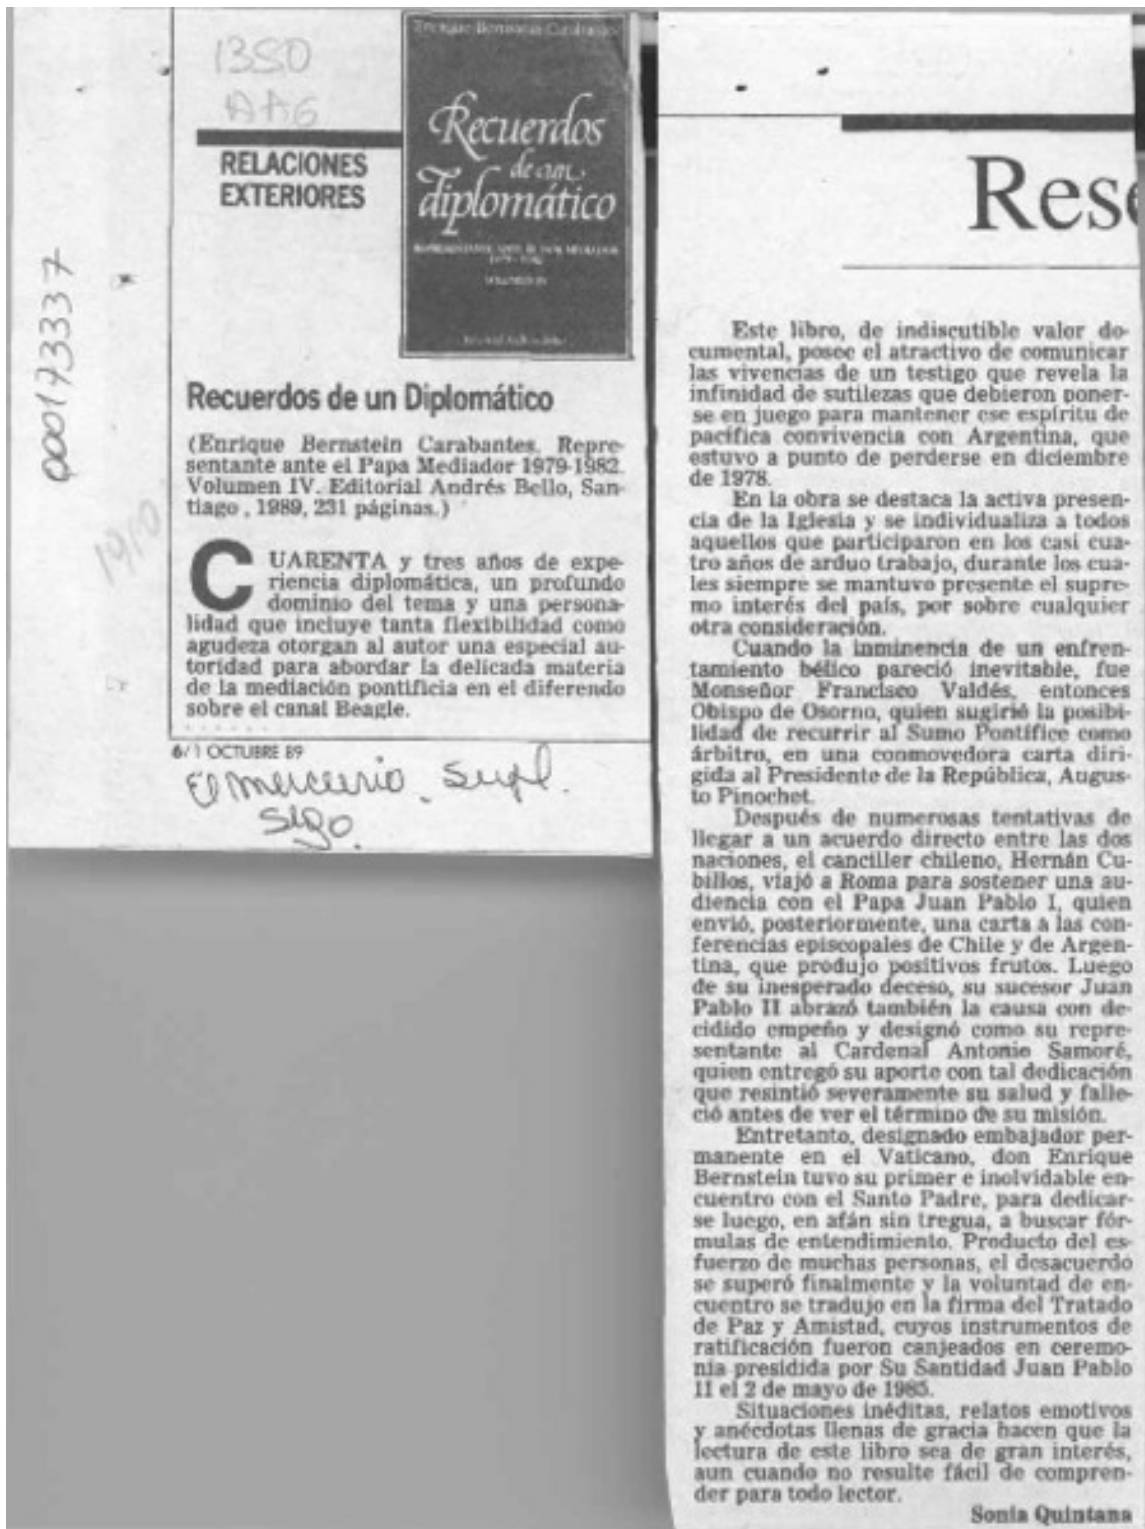 1350
AAG
RELACIONES
EXTERIORES
Enrique Bernstein Carabantes
Recuerdos
de un
diplomático
REPRESENTANTE ANTE EL PAPA MEDIADOR
1979-1982
VOLUMEN IV
000173337
1910
Recuerdos de un Diplomático
(Enrique Bernstein Carabantes. Repre-
sentante ante el Papa Mediador 1979-1982.
Volumen IV. Editorial Andrés Bello, San-
tiago , 1989, 231 páginas.)
CUARENTA y tres años de expe-
riencia diplomática, un profundo
dominio del tema y una persona-
lidad que incluye tanta flexibilidad como
agudeza otorgan al autor una especial au-
toridad para abordar la delicada materia
de la mediación pontificia en el diferendo
sobre el canal Beagle.
6/1 OCTUBRE 89
El mercurio. Supl.
Sigo.
Rese
Este libro, de indiscutible valor do-
cumental, posee el atractivo de comunicar
las vivencias de un testigo que revela la
infinidad de sutilezas que debieron poner-
se en juego para mantener ese espíritu de
pacífica convivencia con Argentina, que
estuvo a punto de perderse en diciembre
de 1978.
En la obra se destaca la activa presen-
cia de la Iglesia y se individualiza a todos
aquellos que participaron en los casi cua-
tro años de arduo trabajo, durante los cua-
les siempre se mantuvo presente el supre-
mo interés del país, por sobre cualquier
otra consideración.
Cuando la inminencia de un enfren-
tamiento bélico pareció inevitable, fue
Monseñor Francisco Valdés, entonces
Obispo de Osorno, quien sugirió la posibi-
lidad de recurrir al Sumo Pontífice como
árbitro, en una conmovedora carta diri-
gida al Presidente de la República, Augus-
to Pinochet.
Después de numerosas tentativas de
llegar a un acuerdo directo entre las dos
naciones, el canciller chileno, Hernán Cu-
billos, viajó a Roma para sostener una au-
diencia con el Papa Juan Pablo I, quien
envió, posteriormente, una carta a las con-
ferencias episcopales de Chile y de Argen-
tina, que produjo positivos frutos. Luego
de su inesperado deceso, su sucesor Juan
Pablo II abrazó también la causa con de-
cidido empeño y designó como su repre-
sentante al Cardenal Antonio Samoré,
quien entregó su aporte con tal dedicación
que resintió severamente su salud y falle-
ció antes de ver el término de su misión.
Entretanto, designado embajador per-
manente en el Vaticano, don Enrique
Bernstein tuvo su primer e inolvidable en-
cuentro con el Santo Padre, para dedicar-
se luego, en afán sin tregua, a buscar fór-
mulas de entendimiento. Producto del es-
fuerzo de muchas personas, el desacuerdo
se superó finalmente y la voluntad de en-
cuentro se tradujo en la firma del Tratado
de Paz y Amistad, cuyos instrumentos de
ratificación fueron canjeados en ceremo-
nia presidida por Su Santidad Juan Pablo
II el 2 de mayo de 1985.
Situaciones inéditas, relatos emotivos
y anécdotas llenas de gracia hacen que la
lectura de este libro sea de gran interés,
aun cuando no resulte fácil de compren-
der para todo lector.
Sonia Quintana